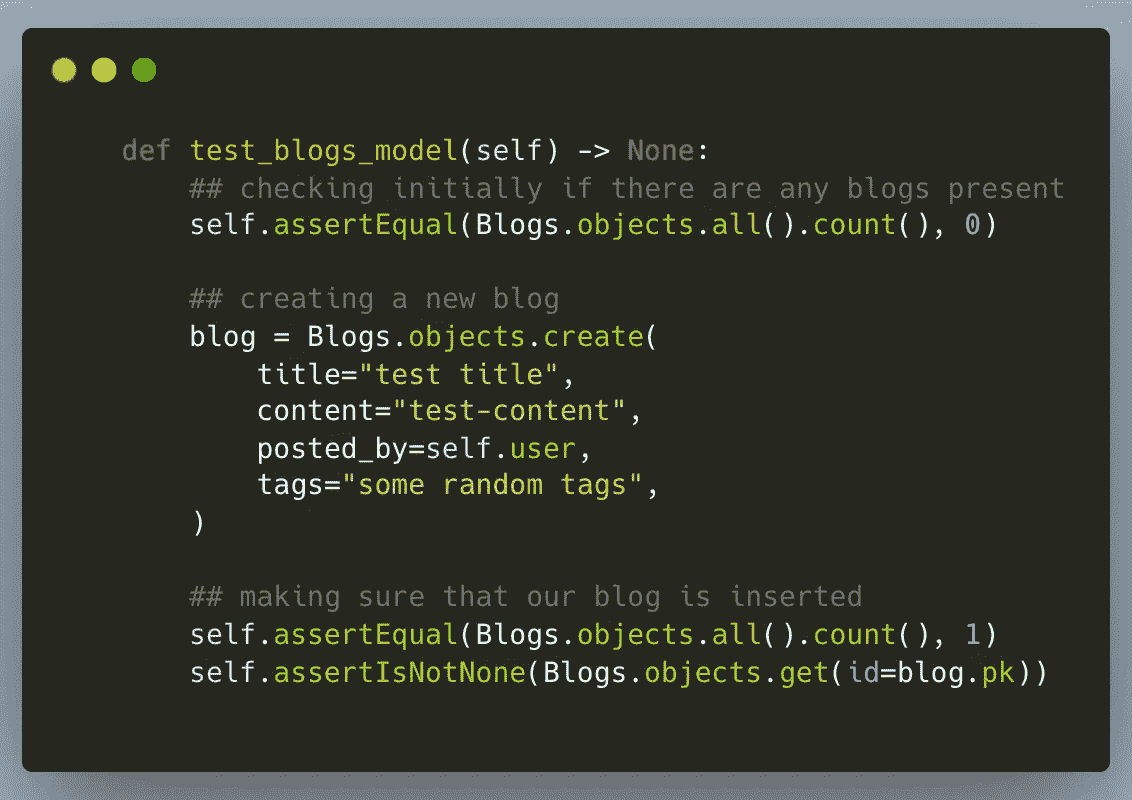 def test_blogs_model(self) -> None:
    ## checking initially if there are any blogs present
    self.assertEqual(Blogs.objects.all().count(), 0)
    ## creating a new blog
    blog = Blogs.objects.create(
        title="test title",
        content="test-content",
        posted_by=self.user,
        tags="some random tags",
    )
    ## making sure that our blog is inserted
    self.assertEqual(Blogs.objects.all().count(), 1)
    self.assertIsNotNone(Blogs.objects.get(id=blog.pk))